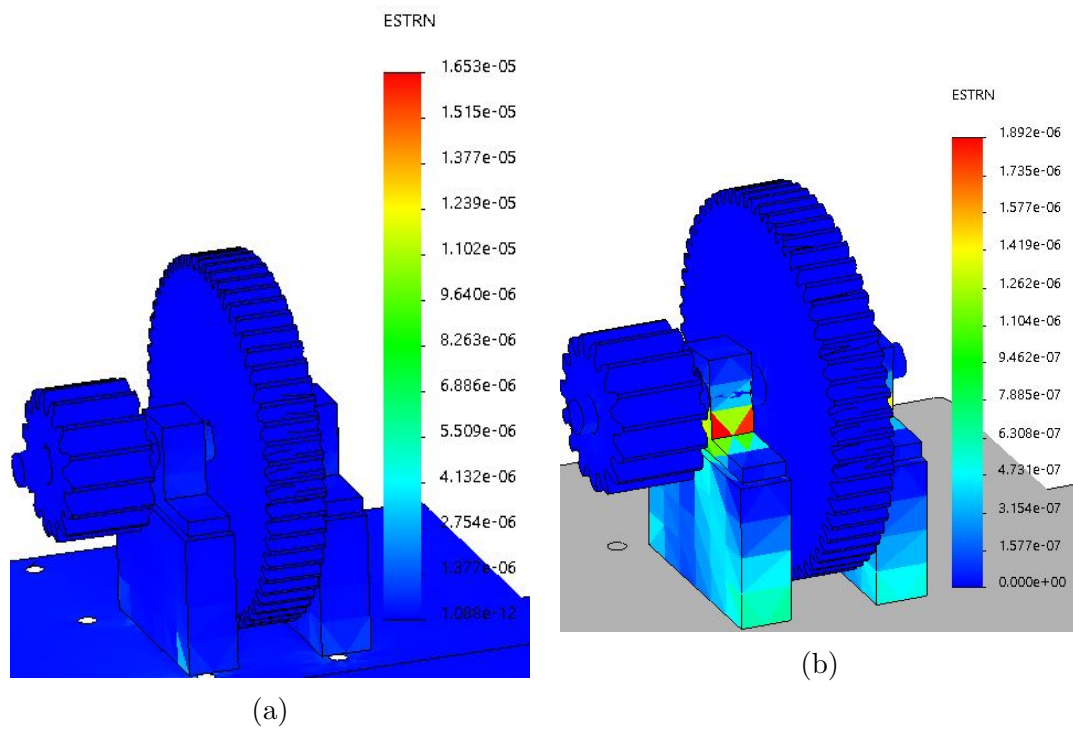 ESTRN
1.653e-05
1.515e-05
1.377e-05
1.239e-05
1.102e-05
9.640e-06
8.263e-06
6.886e-06
5.509e-06
4.132e-06
2.754e-06
1.377e-06
1.088e-12
(a)
ESTRN
1.892e-06
1.735e-06
1.577e-06
1.419e-06
1.262e-06
1.104e-06
9.462e-07
7.885e-07
6.308e-07
4.731e-07
3.154e-07
1.577e-07
0.000e+00
(b)